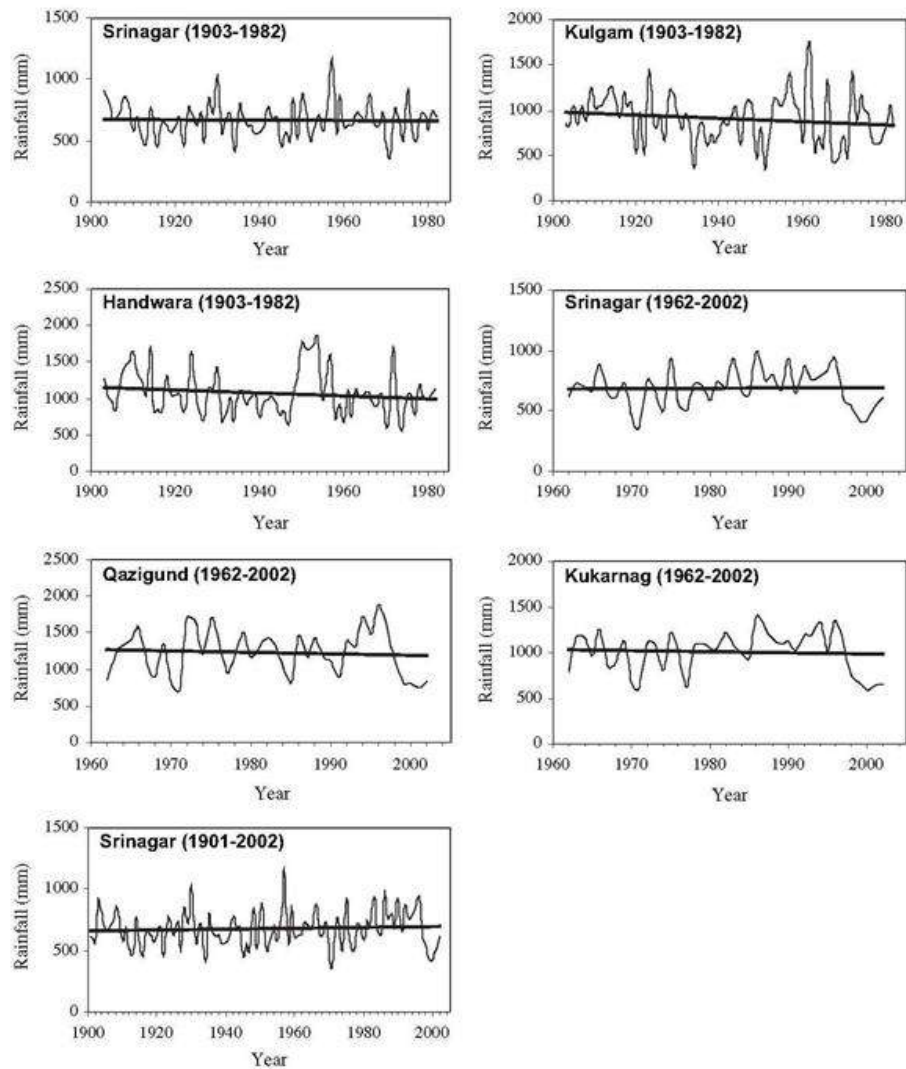 Srinagar (1903-1982)
Rainfall (mm)
1500
1000
500
0
1900 1920 1940 1960 1980
Year
Kulgam (1903-1982)
Rainfall (mm)
2000
1500
1000
500
0
1900 1920 1940 1960 1980
Year
Handwara (1903-1982)
Rainfall (mm)
2500
2000
1500
1000
500
0
1900 1920 1940 1960 1980
Year
Srinagar (1962-2002)
Rainfall (mm)
1500
1000
500
0
1960 1970 1980 1990 2000
Year
Qazigund (1962-2002)
Rainfall (mm)
2500
2000
1500
1000
500
0
1960 1970 1980 1990 2000
Year
Kukarnag (1962-2002)
Rainfall (mm)
2000
1500
1000
500
0
1960 1970 1980 1990 2000
Year
Srinagar (1901-2002)
Rainfall (mm)
1500
1000
500
0
1900 1920 1940 1960 1980 2000
Year